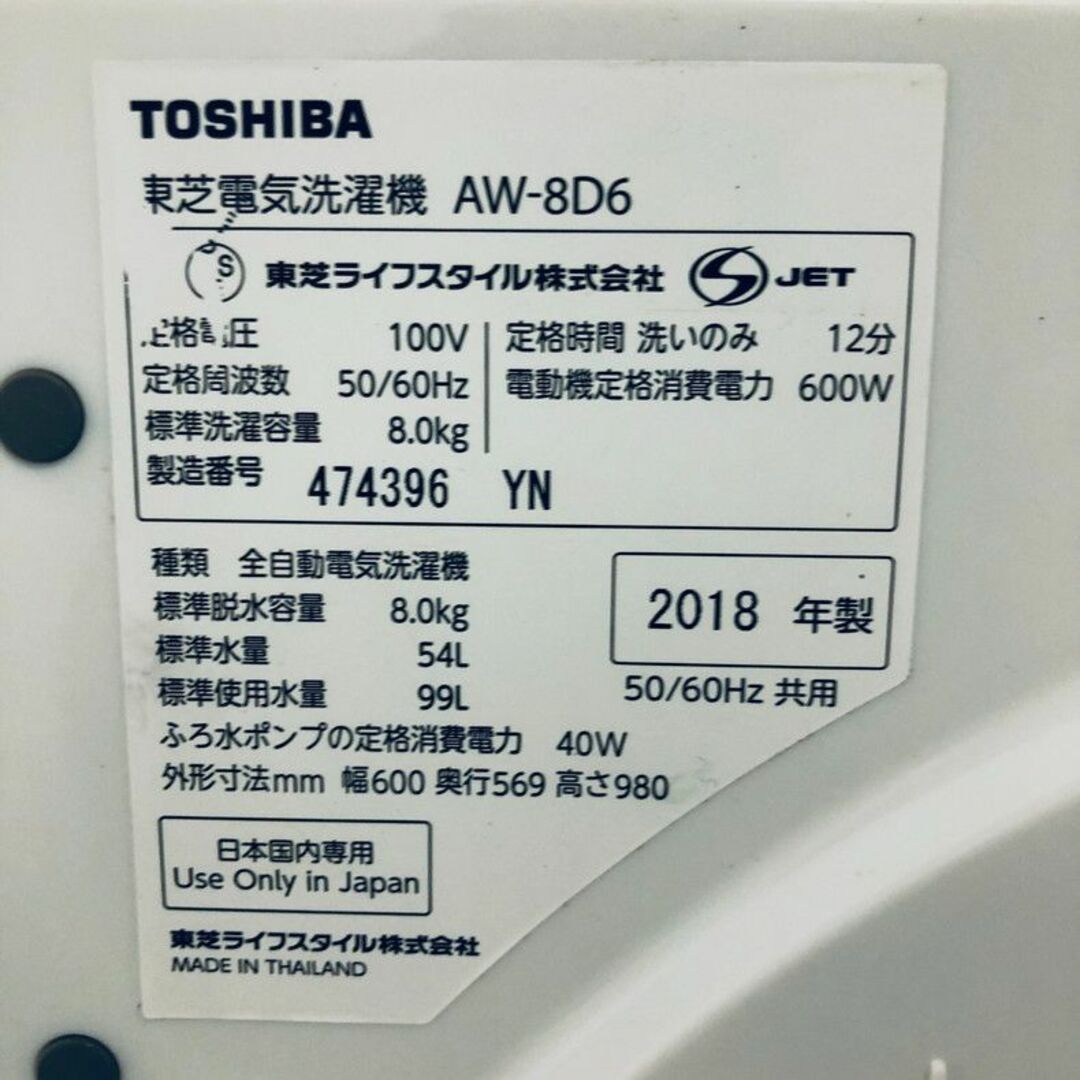 TOSHIBA
東芝電気洗濯機 AW-8D6
S 東芝ライフスタイル株式会社 S JET
定格電圧 100V 定格時間 洗いのみ 12分
定格周波数 50/60Hz 電動機定格消費電力 600W
標準洗濯容量 8.0kg
製造番号 474396 YN
種類 全自動電気洗濯機
標準脱水容量 8.0kg
2018 年製
標準水量 54L
標準使用水量 99L
50/60Hz 共用
ふろ水ポンプの定格消費電力 40W
外形寸法mm 幅600 奥行569 高さ980
日本国内専用
Use Only in Japan
東芝ライフスタイル株式会社
MADE IN THAILAND